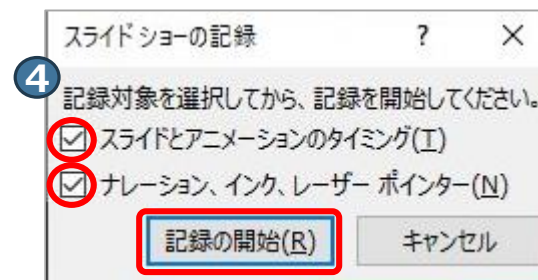 スライド ショーの記録 ? ×
4
記録対象を選択してから、記録を開始してください。
スライドとアニメーションのタイミング(T)
ナレーション、インク、レーザー ポインター(N)
記録の開始(R) キャンセル